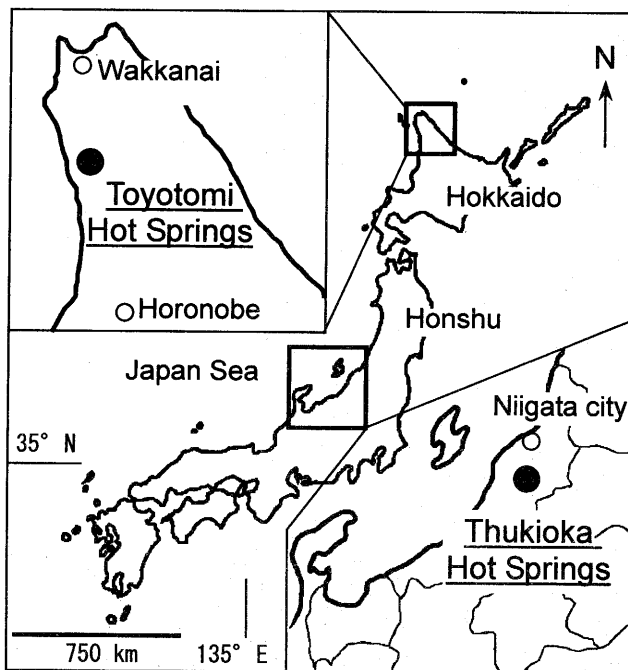 Wakkanai
Toyotomi
Hot Springs
Horonobe
N
Hokkaido
Honshu
Japan Sea
35° N
Niigata city
Thukioka
Hot Springs
750 km
135° E